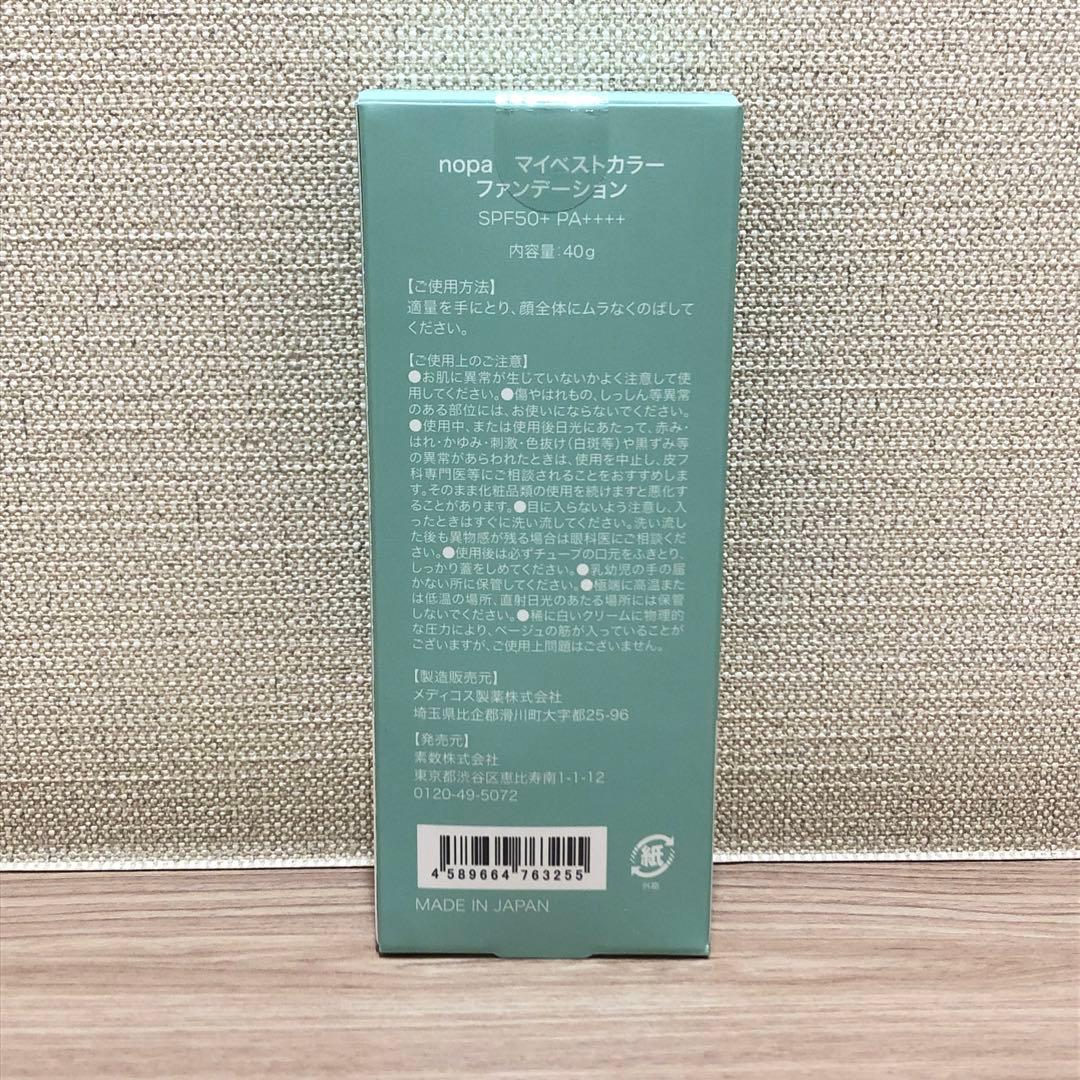 nopa マイベストカラー
ファンデーション
SPF50+ PA++++
内容量:40g
【ご使用方法】
適量を手にとり、顔全体にムラなくのばして
ください。
【ご使用上のご注意】
●お肌に異常が生じていないかよく注意して使
用してください。●傷やはれもの、しっしん等異常
のある部位には、お使いにならないでください。
●使用中、または使用後日光にあたって、赤み・
はれ・かゆみ・刺激・色抜け(白斑等)や黒ずみ等
の異常があらわれたときは、使用を中止し、皮フ
科専門医等にご相談されることをおすすめしま
す。そのまま化粧品類の使用を続けますと悪化す
ることがあります。●目に入らないよう注意し、入
ったときはすぐに洗い流してください。洗い流し
た後も異物感が残る場合は眼科医にご相談くだ
さい。●使用後は必ずチューブの口元をふきとり、
しっかり蓋をしめてください。●乳幼児の手の届
かない所に保管してください。●極端に高温また
は低温の場所、直射日光のあたる場所には保管
しないでください。●稀に白いクリームに物理的
な圧力により、ベージュの筋が入っていることが
ございますが、ご使用上問題はございません。
【製造販売元】
メディコス製薬株式会社
埼玉県比企郡滑川町大字都25-96
【発売元】
素数株式会社
東京都渋谷区恵比寿南1-1-12
0120-49-5072
4 589664 763255
紙
外箱
MADE IN JAPAN